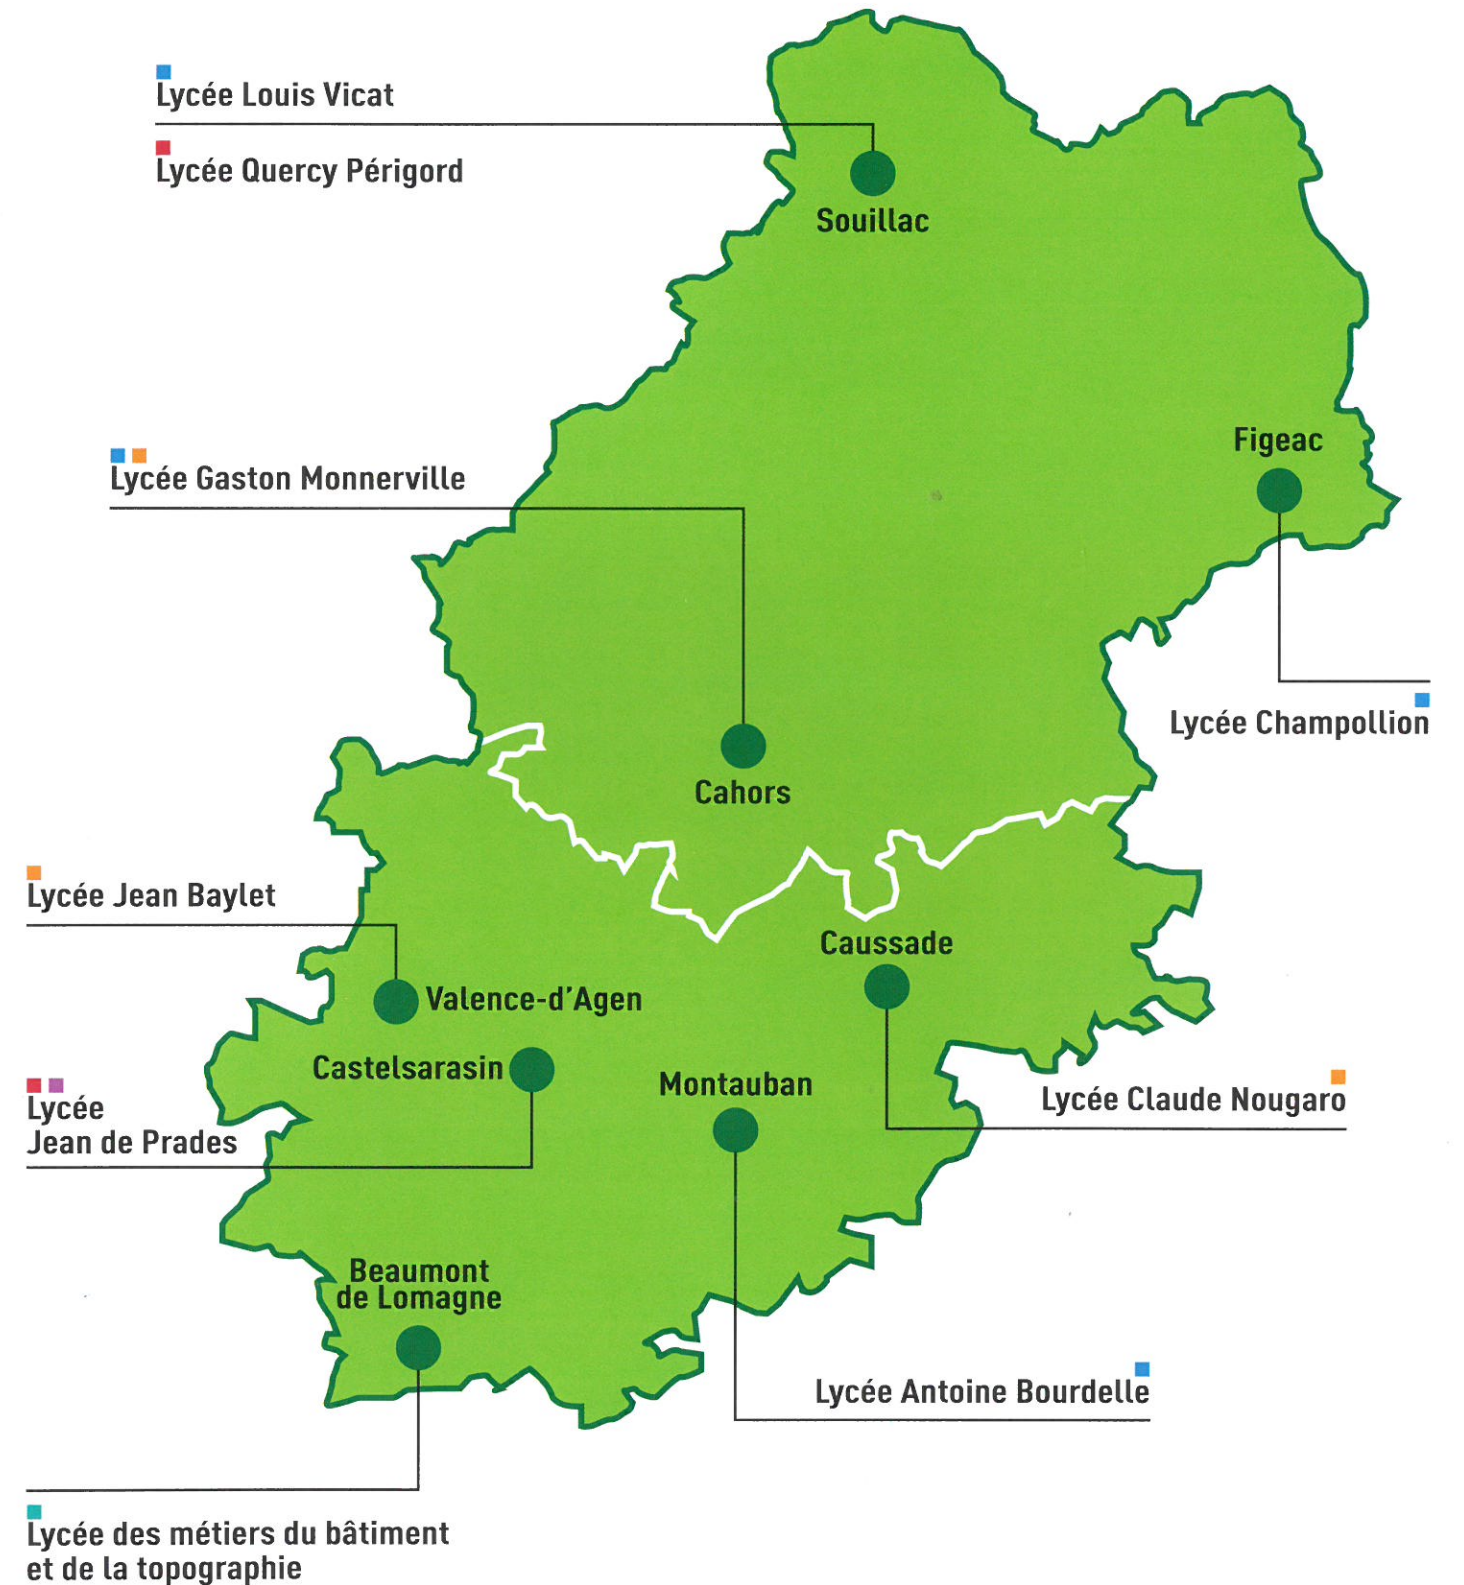 Lycée Louis Vicat
Lycée Quercy Périgord
Souillac
Figeac
Lycée Gaston Monnerville
Lycée Champollion
Cahors
Lycée Jean Baylet
Caussade
Valence-d'Agen
Castelsarasin
Montauban
Lycée
Jean de Prades
Lycée Claude Nougaro
Beaumont
de Lomagne
Lycée Antoine Bourdelle
Lycée des métiers du bâtiment
et de la topographie